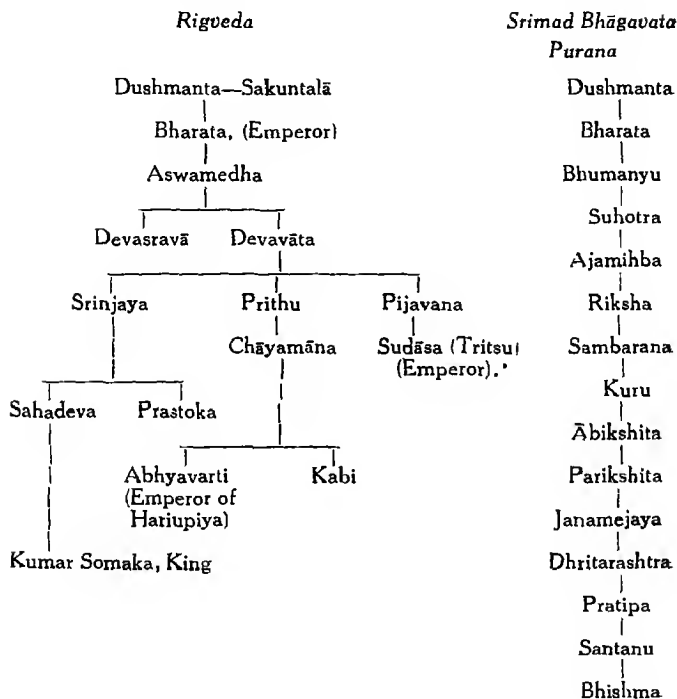 Rigveda
Dushmanta—Sakuntalā
Bharata, (Emperor)
Aswamedha
Devasravā Devavāta
Srinjaya Prithu Pijavana
Chāyamāna Sudāsa (Tritsu)
(Emperor).
Sahadeva Prastoka
Abhyavarti Kabi
(Emperor of
Hariupiya)
Kumar Somaka, King
Srimad Bhāgavata
Purana
Dushmanta
Bharata
Bhumanyu
Suhotra
Ajamihba
Riksha
Sambarana
Kuru
Ābikshita
Parikshita
Janamejaya
Dhritarashtra
Pratipa
Santanu
Bhishma